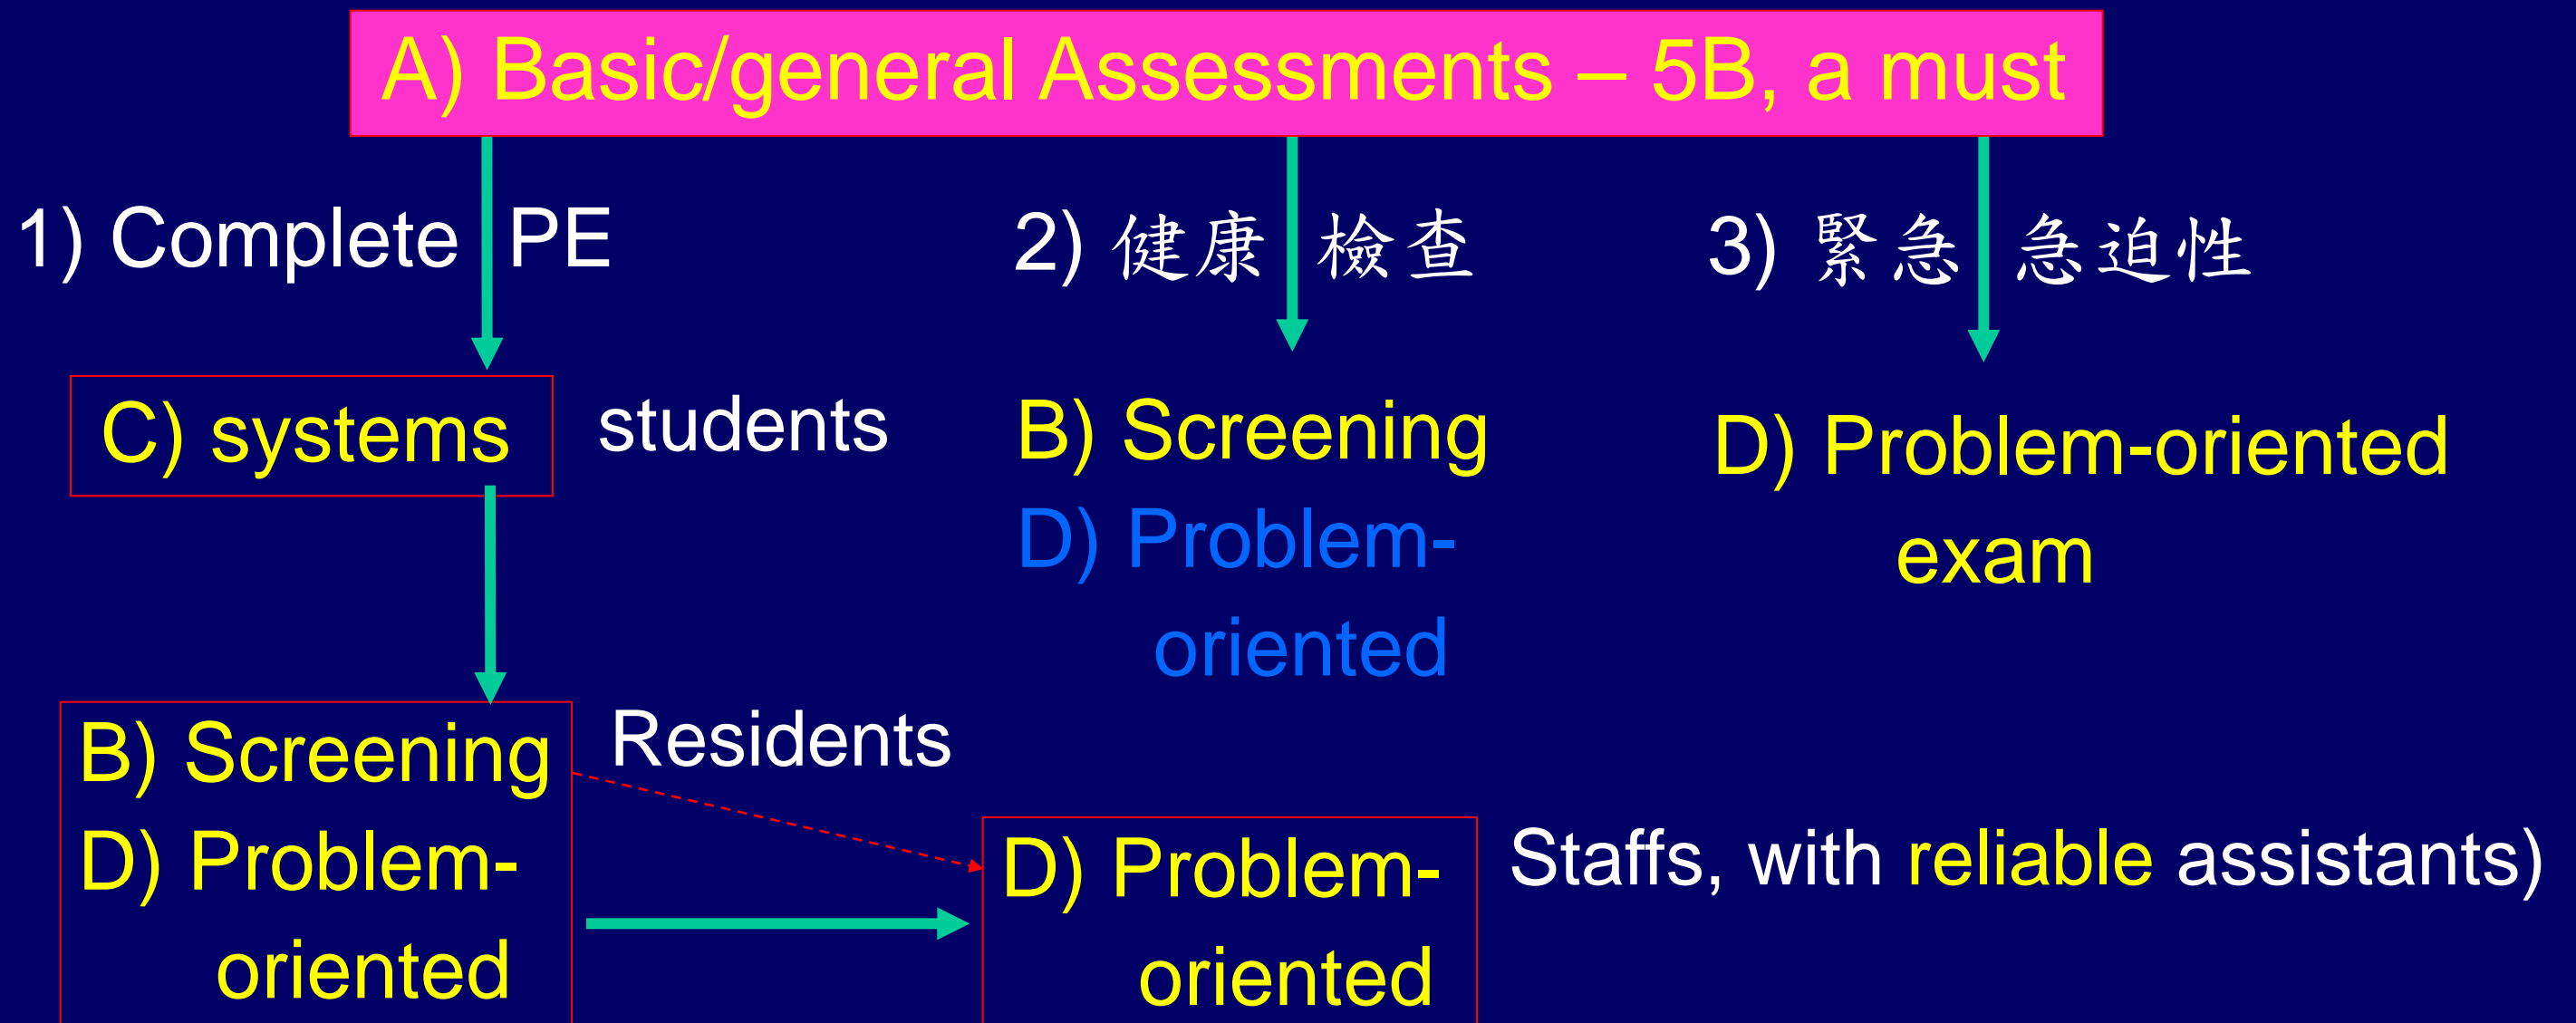 A) Basic/general Assessments – 5B, a must
1) Complete PE
2) 健康 檢查
3) 緊急 急迫性
C) systems
students
B) Screening
D) Problem-
oriented
D) Problem-oriented
exam
B) Screening
D) Problem-
oriented
Residents
D) Problem-
oriented
Staffs, with reliable assistants)